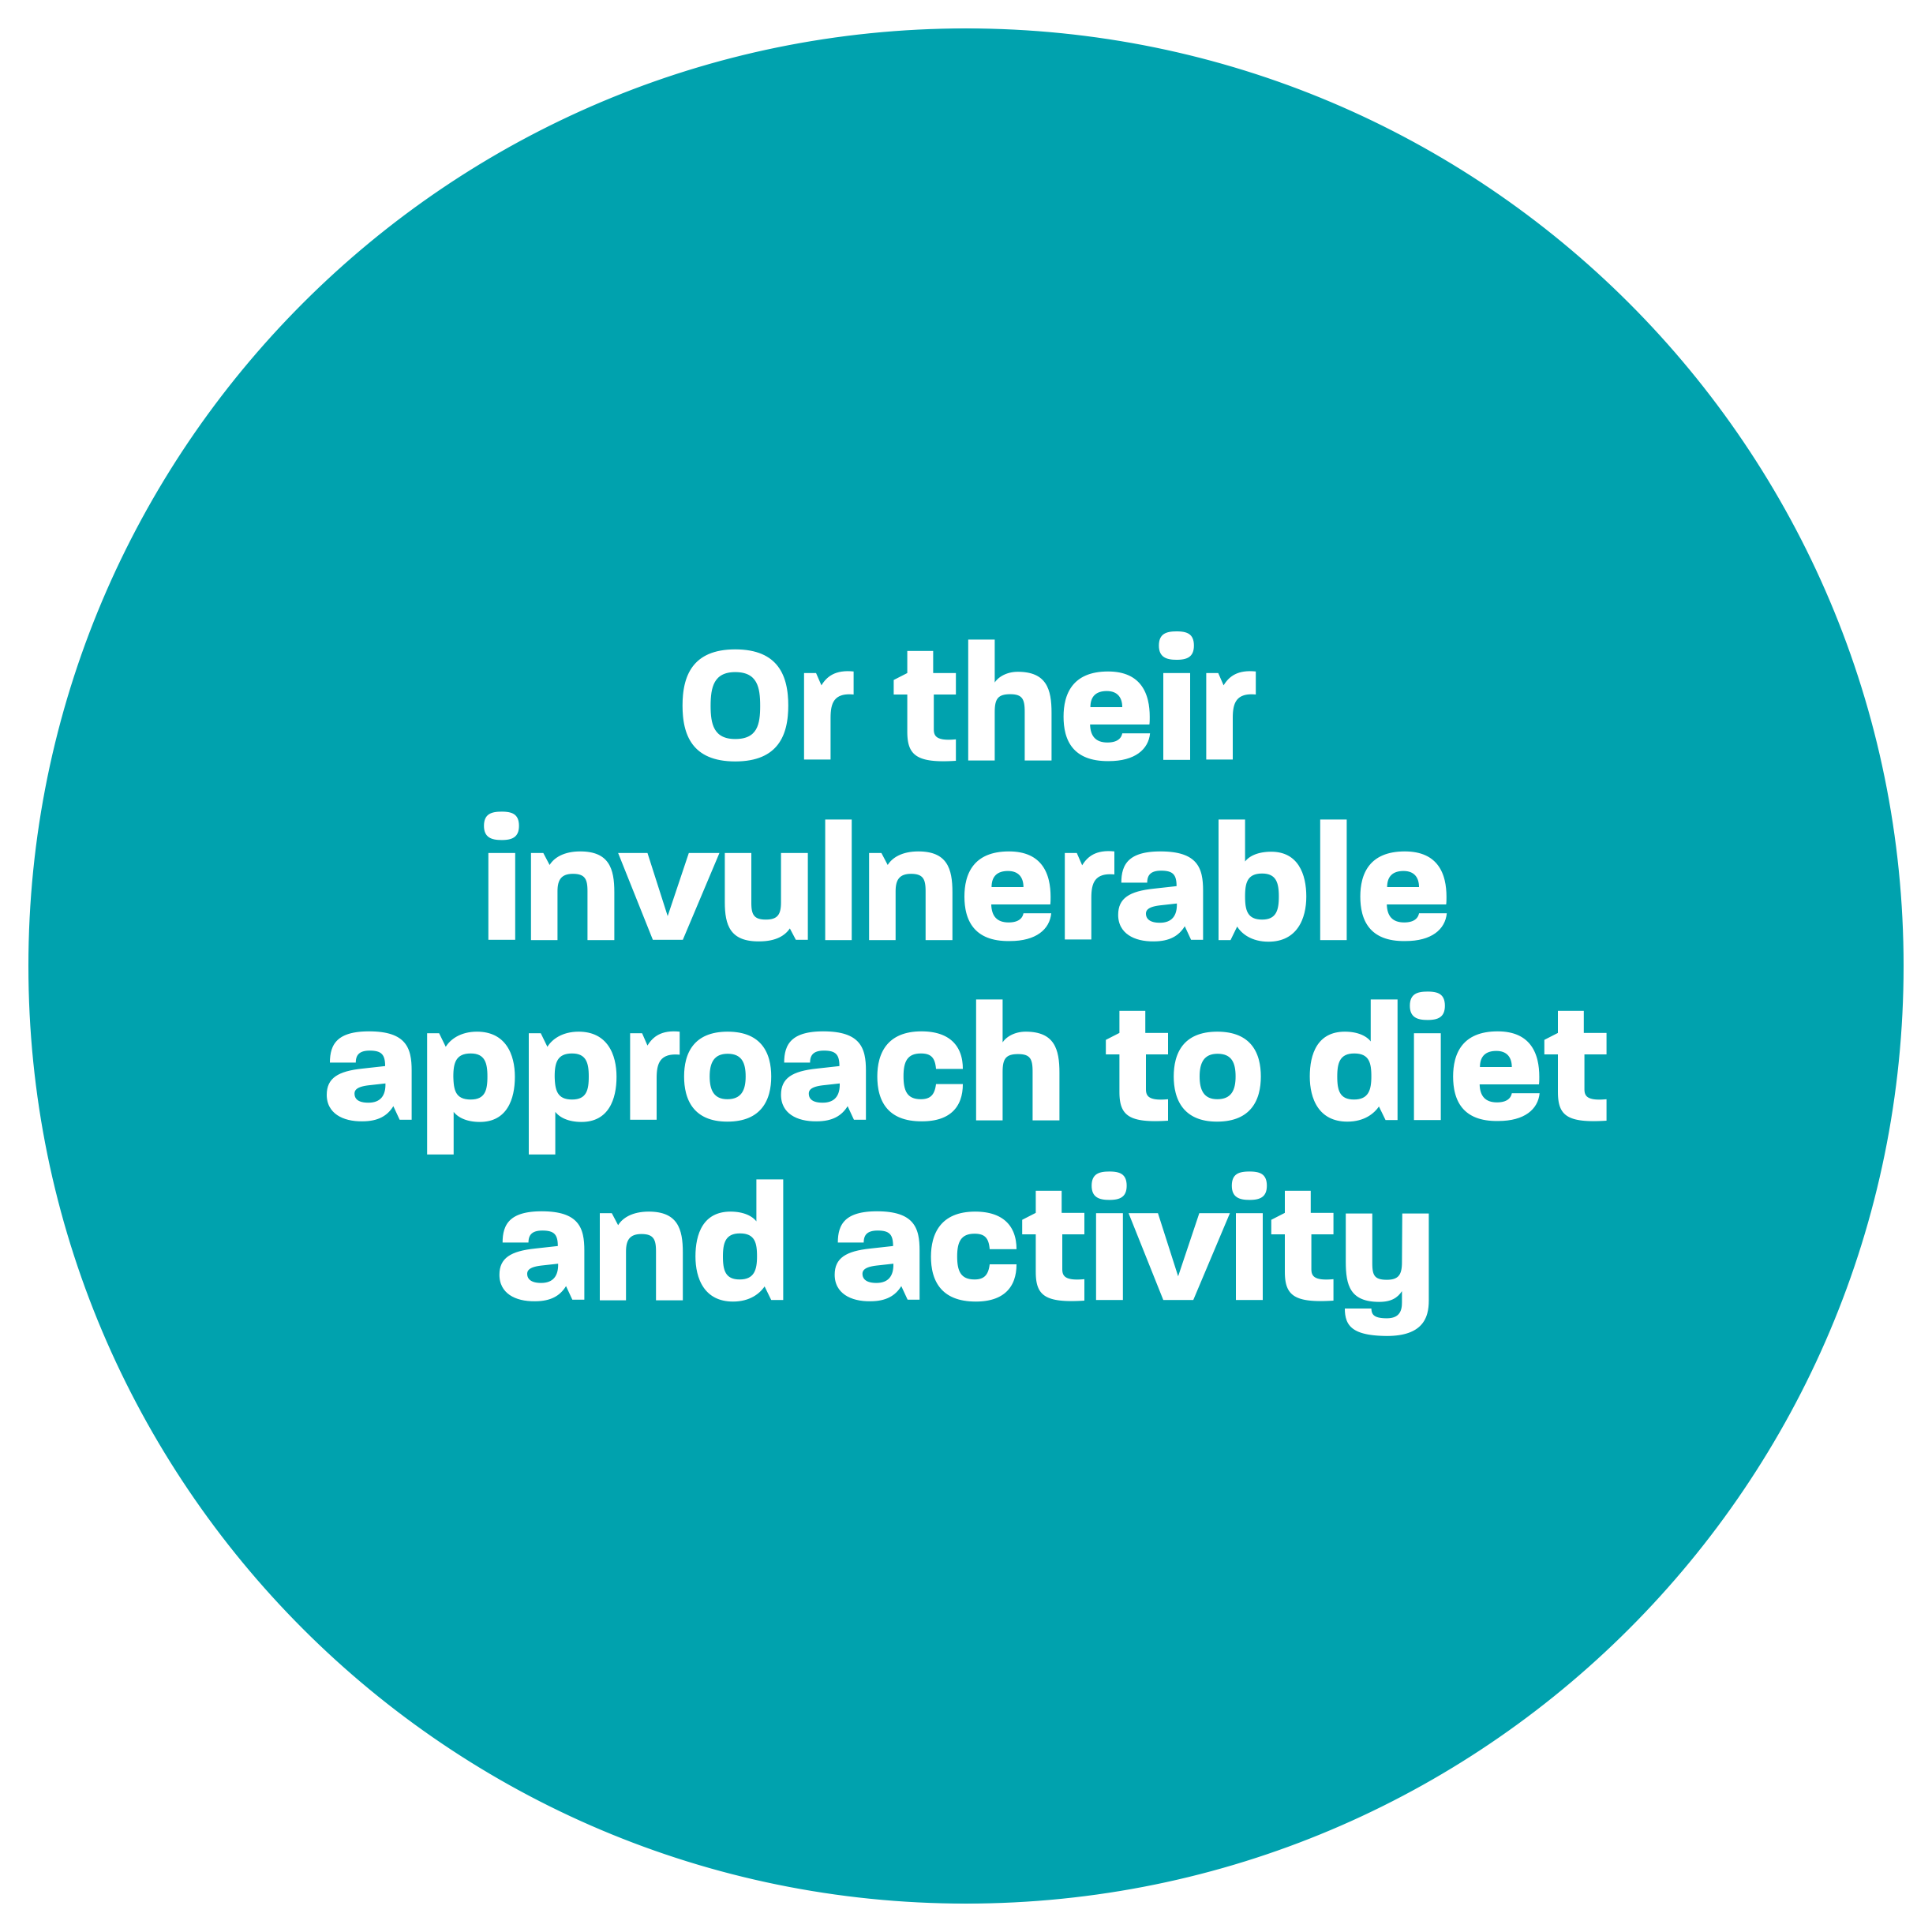 Or their
invulnerable
approach to diet
and activity